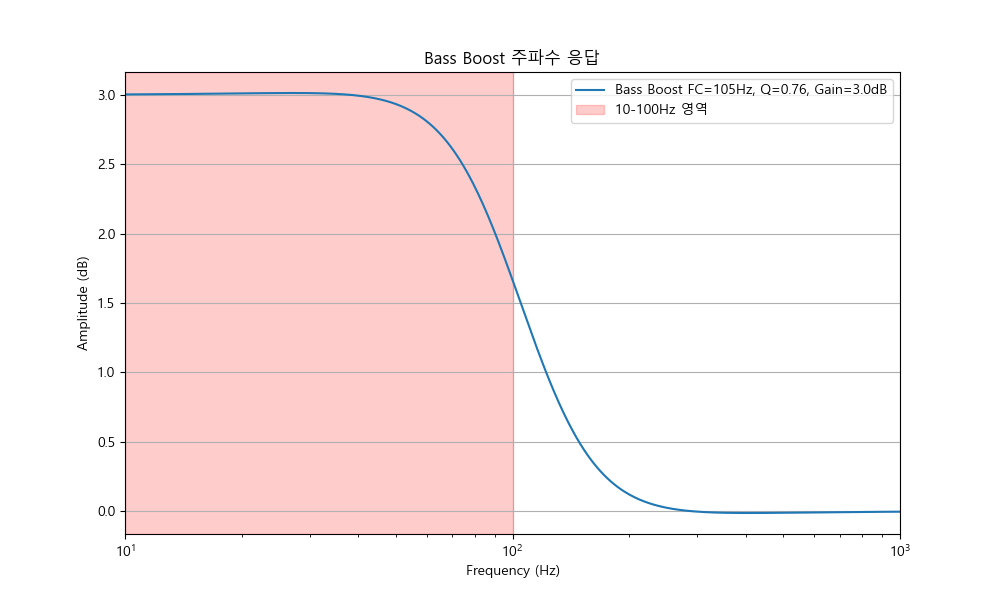 Bass Boost 주파수 응답
Bass Boost FC=105Hz, Q=0.76, Gain=3.0dB
10-100Hz 영역
Amplitude (dB)
3.0
2.5
2.0
1.5
1.0
0.5
0.0
10¹
10²
10³
Frequency (Hz)